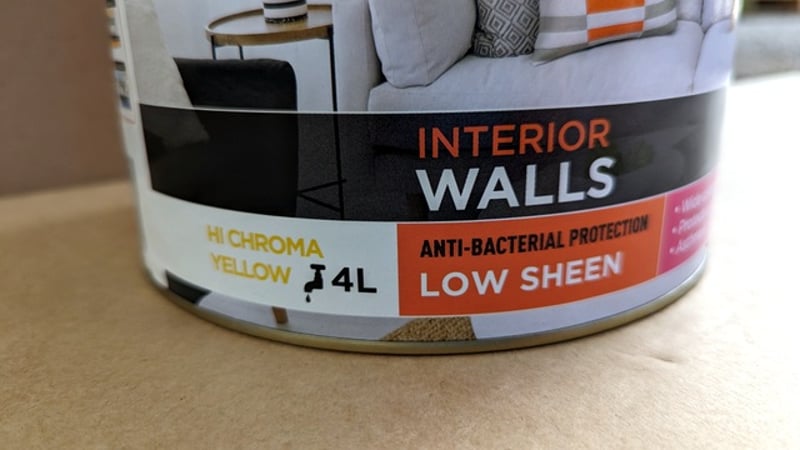 INTERIOR
WALLS
HI CHROMA
YELLOW 4L
ANTI-BACTERIAL PROTECTION
LOW SHEEN